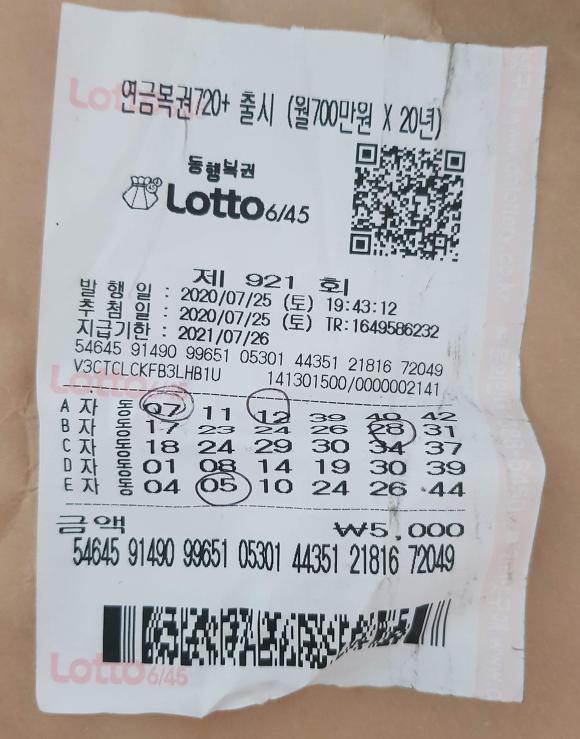 연금복권720+ 출시 (월700만원 X 20년)
동행복권
Lotto 6/45
제 921 회
발 행 일 : 2020/07/25 (토) 19:43:12
추 첨 일 : 2020/07/25 (토) TR:1649586232
지급기한 : 2021/07/26
54645 91490 99651 05301 44351 21816 72049
V3CTCLCKFB3LHB1U 141301500/0000002141
A 자 동 07 11 12 39 40 42
B 자 동 17 23 24 26 28 31
C 자 동 18 24 29 30 34 37
D 자 동 01 08 14 19 30 39
E 자 동 04 05 10 24 26 44
금액 ₩5,000
54645 91490 99651 05301 44351 21816 72049
Lotto 6/45